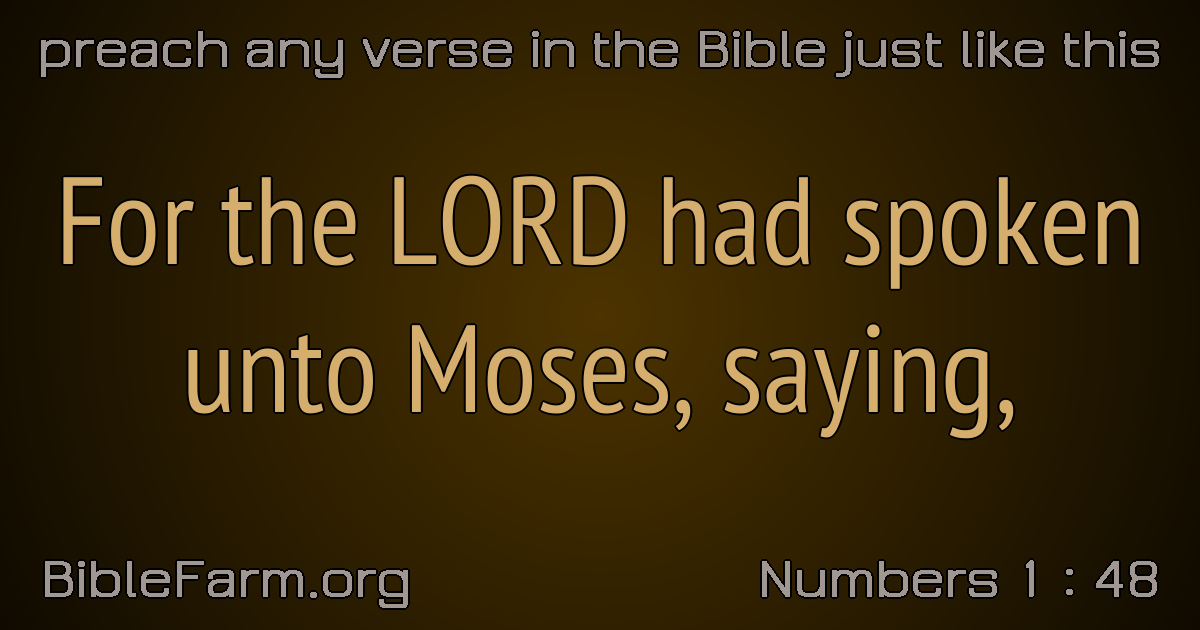 preach any verse in the Bible just like this
For the LORD had spoken
unto Moses, saying,
BibleFarm.org
Numbers 1 : 48